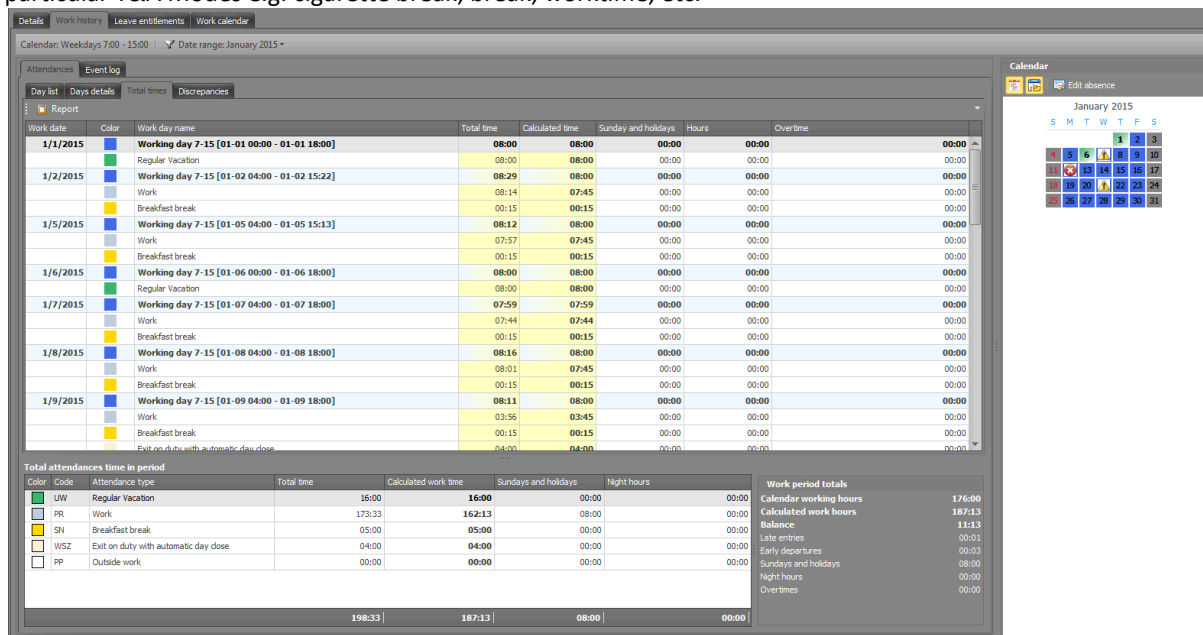 Details Work history Leave entitlements Work calendar
Calendar: Weekdays 7:00 - 15:00 Date range: January 2015
Attendances Event log
Day list Days details Total times Discrepancies
Report
Work date Color Work day name Total time Calculated time Sunday and holidays Hours Overtime
1/1/2015 Working day 7-15 [01-01 00:00 - 01-01 18:00] 08:00 08:00 00:00 00:00 00:00
Regular Vacation 08:00 08:00 00:00 00:00 00:00
1/2/2015 Working day 7-15 [01-02 04:00 - 01-02 15:22] 08:29 08:00 00:00 00:00 00:00
Work 08:14 07:45 00:00 00:00 00:00
Breakfast break 00:15 00:15 00:00 00:00 00:00
1/5/2015 Working day 7-15 [01-05 04:00 - 01-05 15:13] 08:12 08:00 00:00 00:00 00:00
Work 07:57 07:45 00:00 00:00 00:00
Breakfast break 00:15 00:15 00:00 00:00 00:00
1/6/2015 Working day 7-15 [01-06 00:00 - 01-06 18:00] 08:00 08:00 00:00 00:00 00:00
Regular Vacation 08:00 08:00 00:00 00:00 00:00
1/7/2015 Working day 7-15 [01-07 04:00 - 01-07 18:00] 07:59 07:59 00:00 00:00 00:00
Work 07:44 07:44 00:00 00:00 00:00
Breakfast break 00:15 00:15 00:00 00:00 00:00
1/8/2015 Working day 7-15 [01-08 04:00 - 01-08 18:00] 08:16 08:00 00:00 00:00 00:00
Work 08:01 07:45 00:00 00:00 00:00
Breakfast break 00:15 00:15 00:00 00:00 00:00
1/9/2015 Working day 7-15 [01-09 04:00 - 01-09 18:00] 08:11 08:00 00:00 00:00 00:00
Work 03:56 03:45 00:00 00:00 00:00
Breakfast break 00:15 00:15 00:00 00:00 00:00
Exit on duty with automatic day close 04:00 04:00 00:00 00:00 00:00
Total attendances time in period
Color Code Attendance type Total time Calculated work time Sundays and holidays Night hours
UW Regular Vacation 16:00 16:00 00:00 00:00
PR Work 173:33 162:13 08:00 00:00
SN Breakfast break 05:00 05:00 00:00 00:00
WSZ Exit on duty with automatic day close 04:00 04:00 00:00 00:00
PP Outside work 00:00 00:00 00:00 00:00
198:33 187:13 08:00 00:00
Work period totals
Calendar working hours 176:00
Calculated work hours 187:13
Balance 11:13
Late entries 00:01
Early departures 00:03
Sundays and holidays 08:00
Night hours 00:00
Overtimes 00:00
Calendar
Edit absence
January 2015
S M T W T F S
1 2 3
4 5 6 8 9 10
11 13 14 15 16 17
18 19 20 22 23 24
25 26 27 28 29 30 31